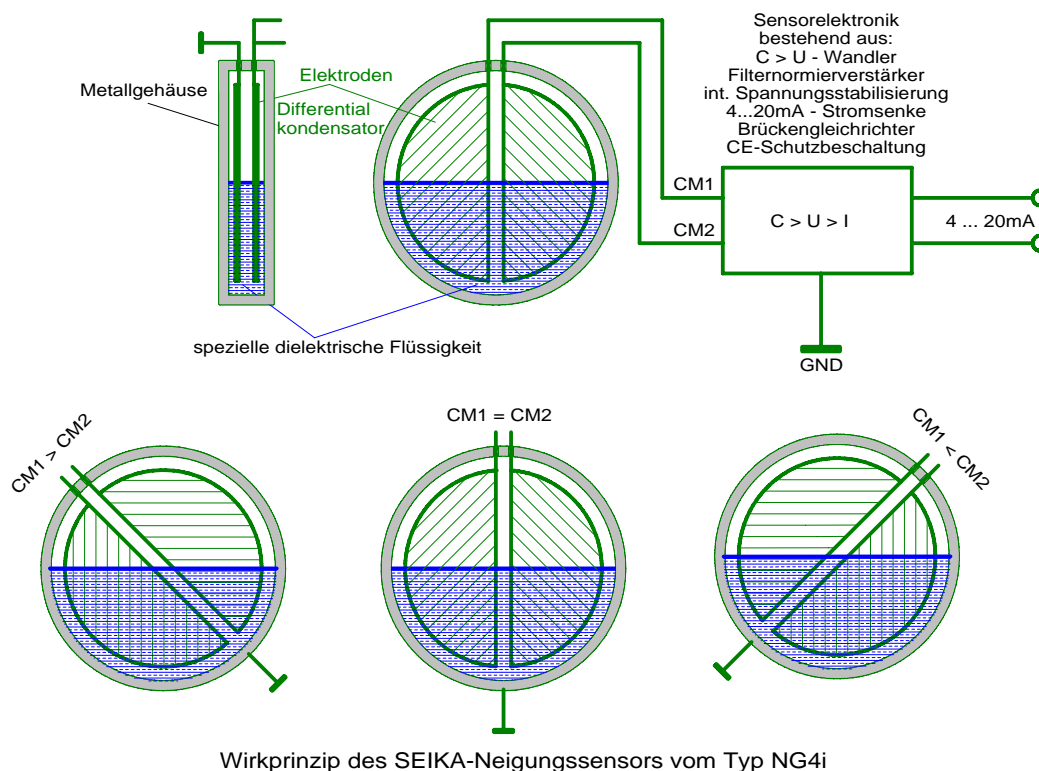 Sensorelektronik
bestehend aus:
C > U - Wandler
Filternormierverstärker
int. Spannungsstabilisierung
4...20mA - Stromsenke
Brückengleichrichter
CE-Schutzbeschaltung
Metallgehäuse
Elektroden
Differential
kondensator
CM1
CM2
C > U > I
4 ... 20mA
spezielle dielektrische Flüssigkeit
GND
CM1 > CM2
CM1 = CM2
CM1 < CM2
Wirkprinzip des SEIKA-Neigungssensors vom Typ NG4i